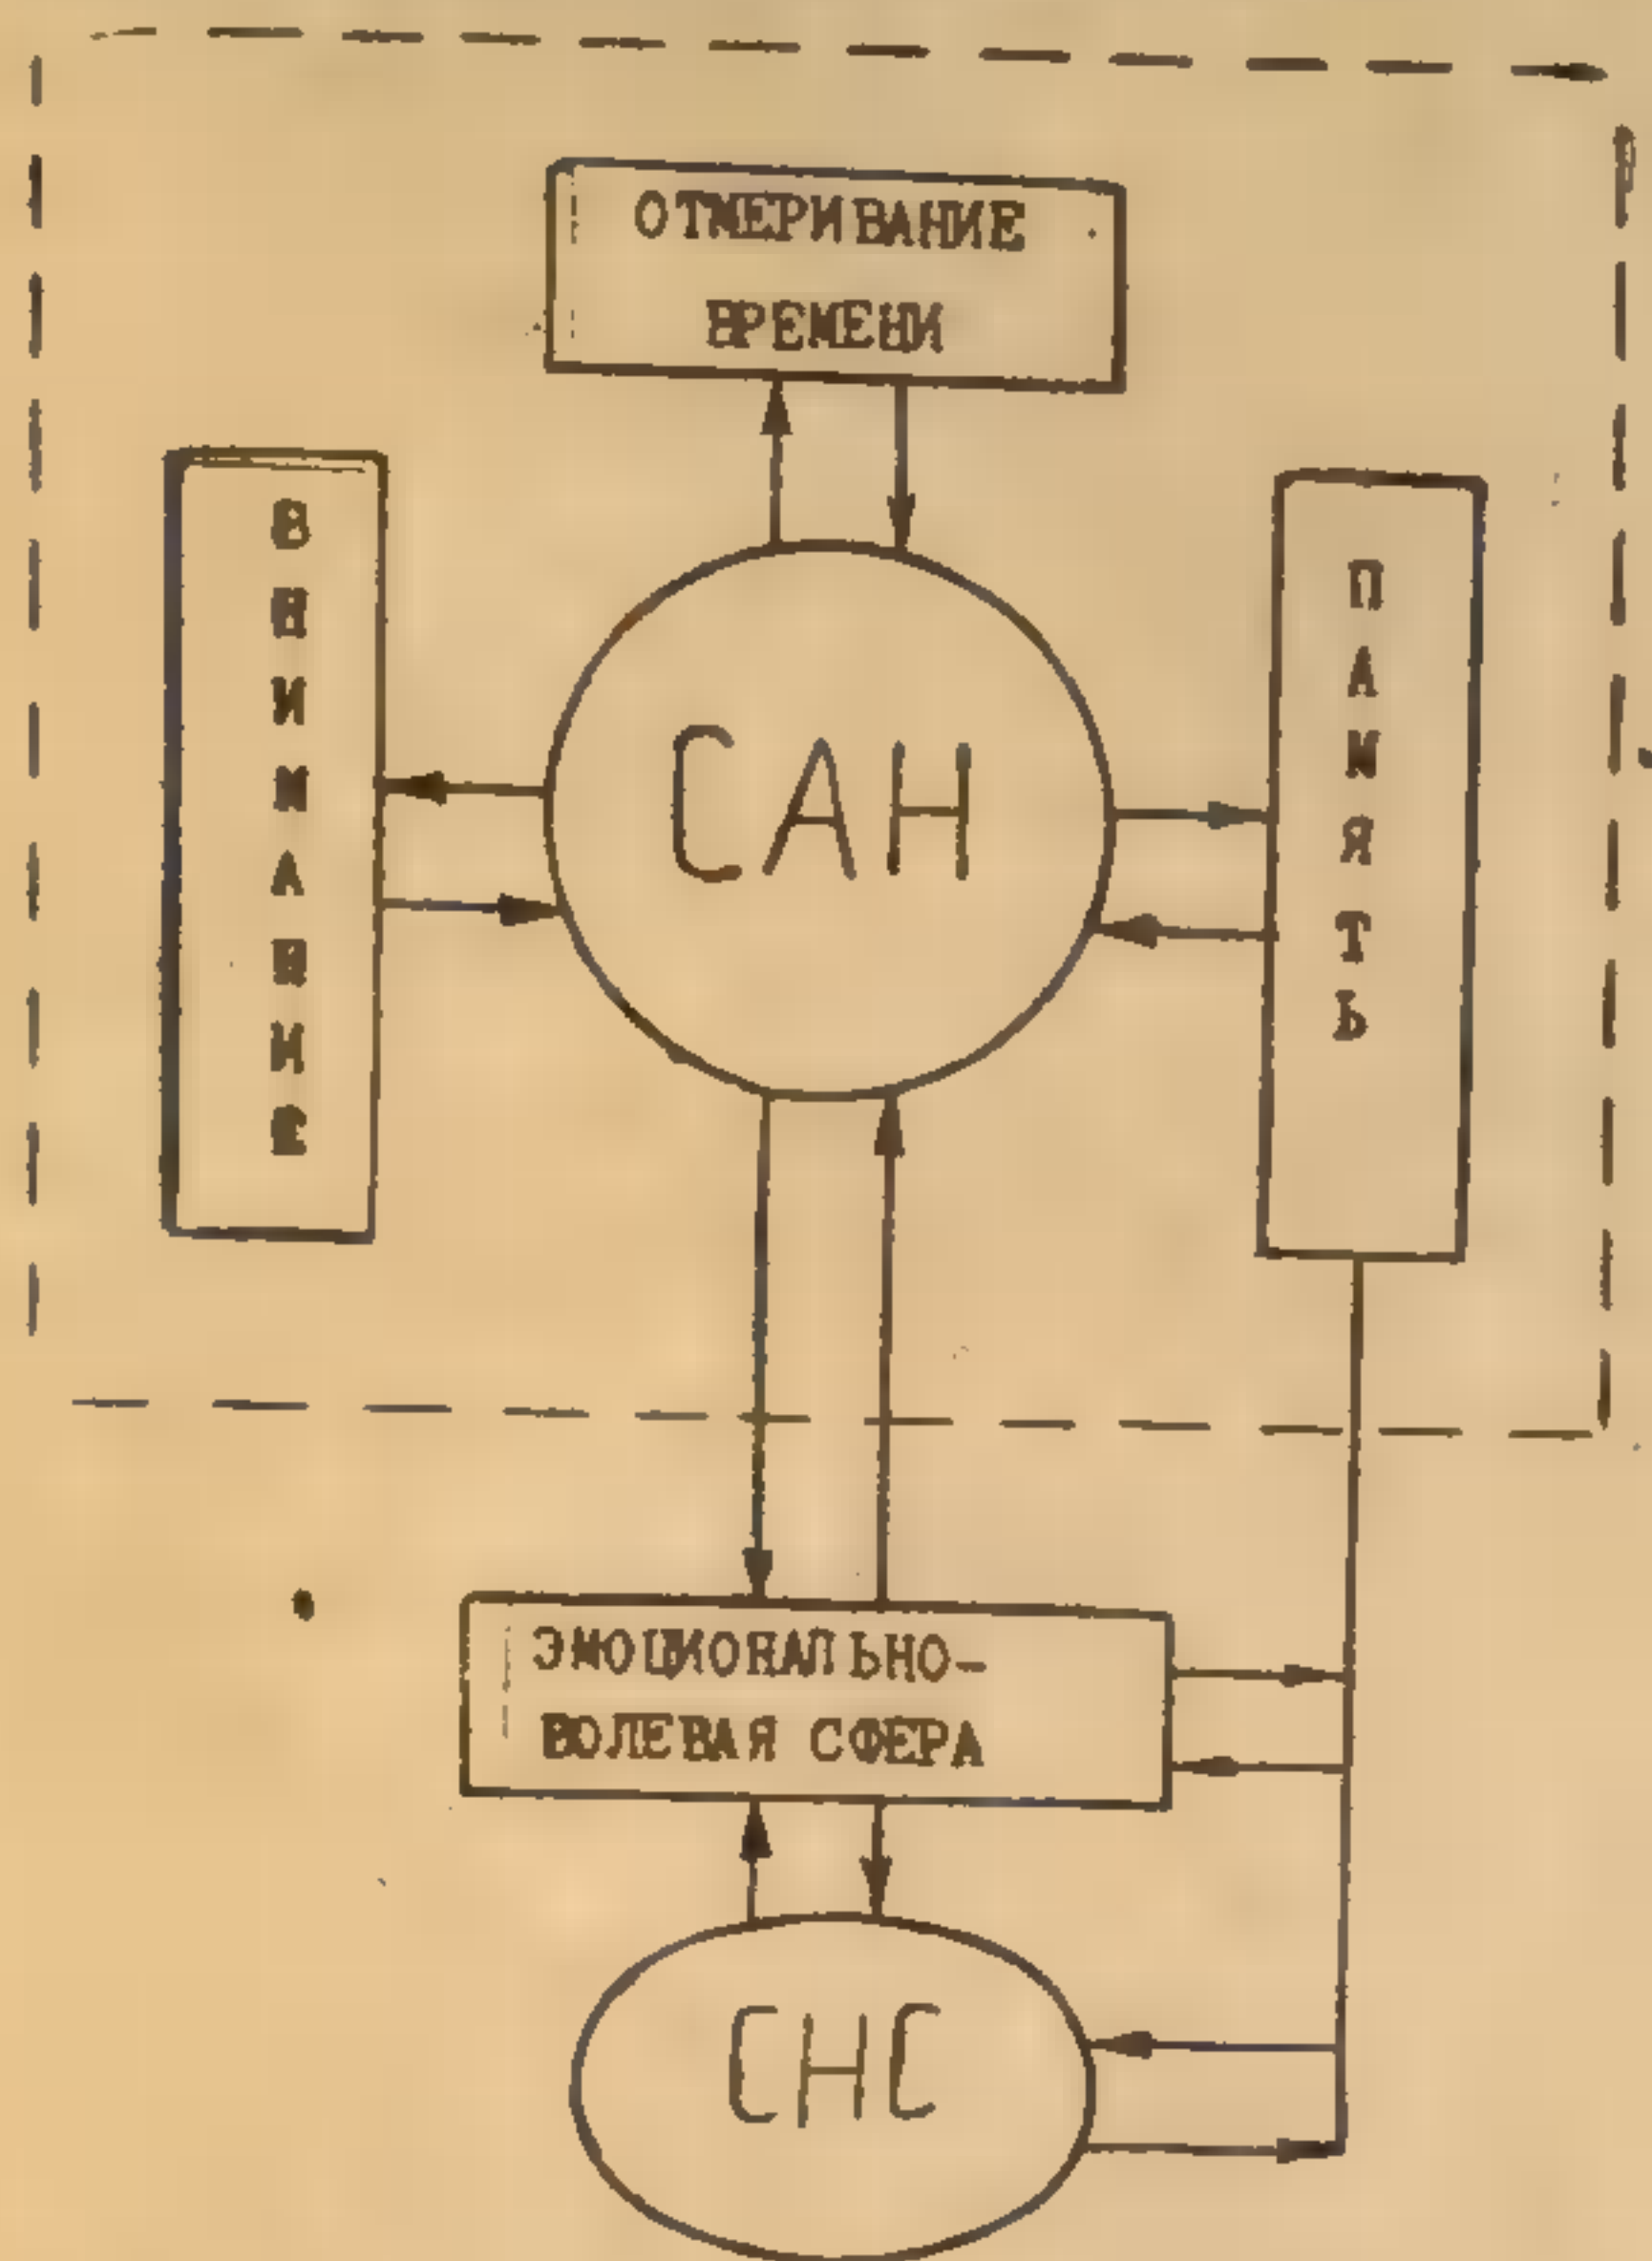 ОТМЕРИВАНИЕ
ВРЕМЕНИ
ВНИМАНИЕ
САН
ПАМЯТЬ
ЭМОЦИОНАЛЬНО-
ВОЛЕВАЯ СФЕРА
СНС